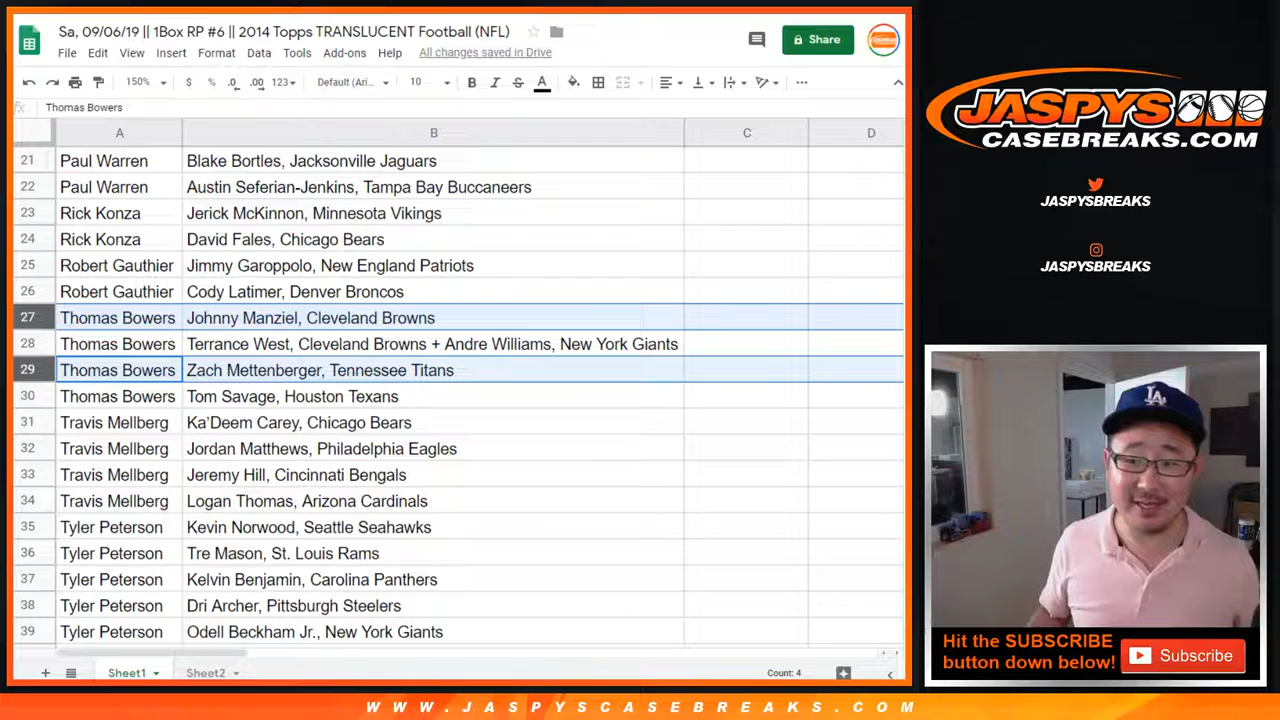 Sa, 09/06/19 || 1Box RP #6 || 2014 Topps TRANSLUCENT Football (NFL)
File Edit View Insert Format Data Tools Add-ons Help All changes saved in Drive
Share
150% $ % .0 .00 123 Default (Ari... 10 B I S A
fx Thomas Bowers
A B C D
21 Paul Warren Blake Bortles, Jacksonville Jaguars
22 Paul Warren Austin Seferian-Jenkins, Tampa Bay Buccaneers
23 Rick Konza Jerick McKinnon, Minnesota Vikings
24 Rick Konza David Fales, Chicago Bears
25 Robert Gauthier Jimmy Garoppolo, New England Patriots
26 Robert Gauthier Cody Latimer, Denver Broncos
27 Thomas Bowers Johnny Manziel, Cleveland Browns
28 Thomas Bowers Terrance West, Cleveland Browns + Andre Williams, New York Giants
29 Thomas Bowers Zach Mettenberger, Tennessee Titans
30 Thomas Bowers Tom Savage, Houston Texans
31 Travis Mellberg Ka'Deem Carey, Chicago Bears
32 Travis Mellberg Jordan Matthews, Philadelphia Eagles
33 Travis Mellberg Jeremy Hill, Cincinnati Bengals
34 Travis Mellberg Logan Thomas, Arizona Cardinals
35 Tyler Peterson Kevin Norwood, Seattle Seahawks
36 Tyler Peterson Tre Mason, St. Louis Rams
37 Tyler Peterson Kelvin Benjamin, Carolina Panthers
38 Tyler Peterson Dri Archer, Pittsburgh Steelers
39 Tyler Peterson Odell Beckham Jr., New York Giants
Sheet1 Sheet2 Count: 4
JASPYS
CASEBREAKS.COM
JASPYSBREAKS
JASPYSBREAKS
LA
Hit the SUBSCRIBE
button down below!
Subscribe
WWW.JASPYSCASEBREAKS.COM